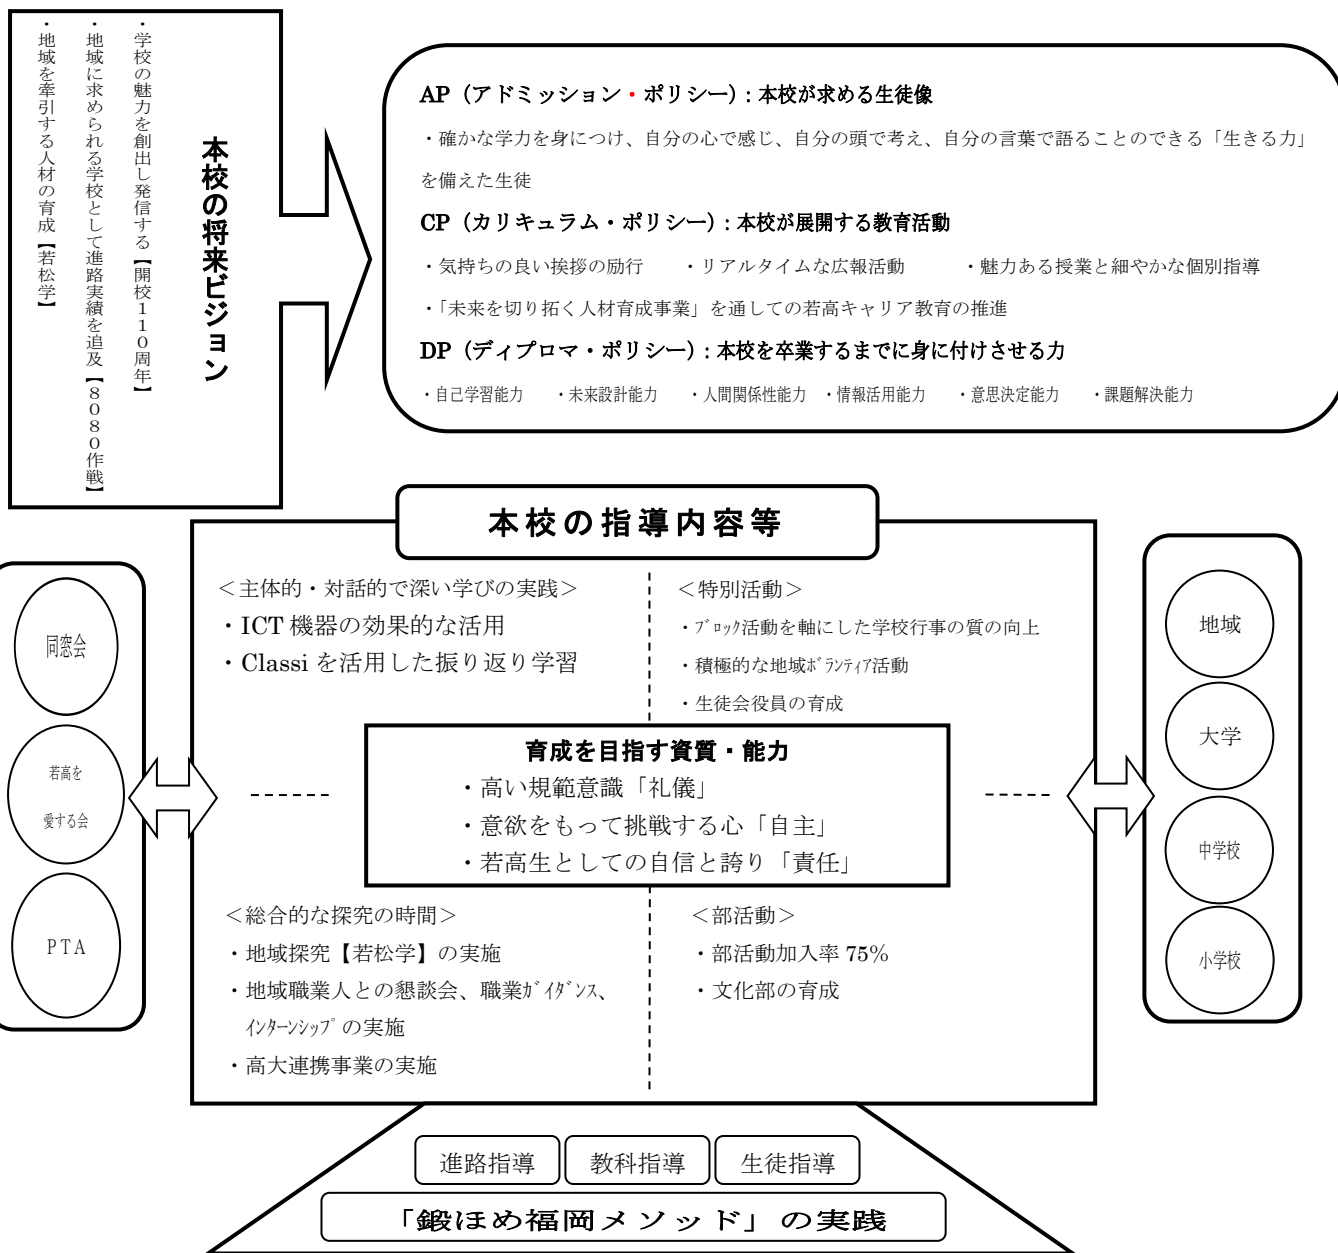 本校の将来ビジョン
・学校の魅力を創出し発信する【開校１１０周年】
・地域に求められる学校として進路実績を追及【８０８０作戦】
・地域を牽引する人材の育成【若松学】
AP（アドミッション・ポリシー）：本校が求める生徒像
・確かな学力を身につけ、自分の心で感じ、自分の頭で考え、自分の言葉で語ることのできる「生きる力」
を備えた生徒
CP（カリキュラム・ポリシー）：本校が展開する教育活動
・気持ちの良い挨拶の励行　・リアルタイムな広報活動　・魅力ある授業と細やかな個別指導
・「未来を切り拓く人材育成事業」を通しての若高キャリア教育の推進
DP（ディプロマ・ポリシー）：本校を卒業するまでに身に付けさせる力
・自己学習能力　・未来設計能力　・人間関係性能力　・情報活用能力　・意思決定能力　・課題解決能力
本校の指導内容等
同窓会
若高を
愛する会
ＰＴＡ
＜主体的・対話的で深い学びの実践＞
・ICT 機器の効果的な活用
・Classi を活用した振り返り学習
＜特別活動＞
・ﾌﾞﾛｯｸ活動を軸にした学校行事の質の向上
・積極的な地域ﾎﾞﾗﾝﾃｨｱ活動
・生徒会役員の育成
育成を目指す資質・能力
・高い規範意識「礼儀」
・意欲をもって挑戦する心「自主」
・若高生としての自信と誇り「責任」
＜総合的な探究の時間＞
・地域探究【若松学】の実施
・地域職業人との懇談会、職業ｶﾞｲﾀﾞﾝｽ、
ｲﾝﾀｰﾝｼｯﾌﾟの実施
・高大連携事業の実施
＜部活動＞
・部活動加入率 75%
・文化部の育成
地域
大学
中学校
小学校
進路指導　教科指導　生徒指導
「鍛ほめ福岡メソッド」の実践